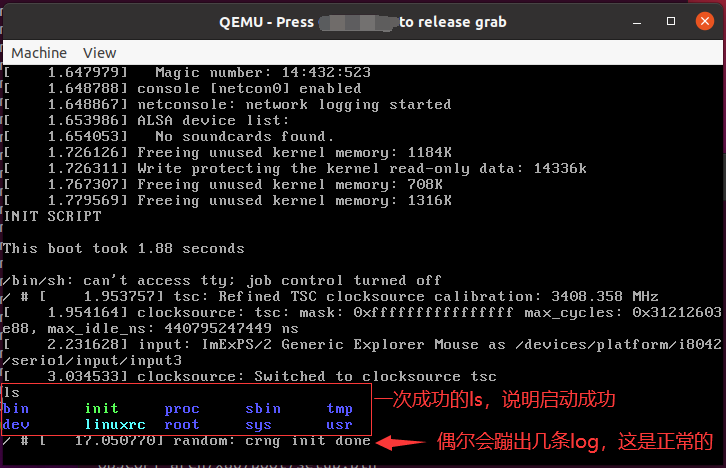 QEMU - Press to release grab
Machine View
[    1.647979]   Magic number: 14:432:523
[    1.648788] console [netcon0] enabled
[    1.648867] netconsole: network logging started
[    1.653986] ALSA device list:
[    1.654053]   No soundcards found.
[    1.726126] Freeing unused kernel memory: 1184K
[    1.726311] Write protecting the kernel read-only data: 14336k
[    1.767307] Freeing unused kernel memory: 708K
[    1.779569] Freeing unused kernel memory: 1316K
INIT SCRIPT
This boot took 1.88 seconds
/bin/sh: can't access tty; job control turned off
/ # [    1.953757] tsc: Refined TSC clocksource calibration: 3408.358 MHz
[    1.954164] clocksource: tsc: mask: 0xffffffffffffffff max_cycles: 0x31212603
e88, max_idle_ns: 440795247449 ns
[    2.231628] input: ImExPS/2 Generic Explorer Mouse as /devices/platform/i8042
/serio1/input/input3
[    3.034533] clocksource: Switched to clocksource tsc
ls
bin init proc sbin tmp
dev linuxrc root sys usr
一次成功的ls，说明启动成功
/ # [   17.050770] random: crng init done
偶尔会蹦出几条log，这是正常的